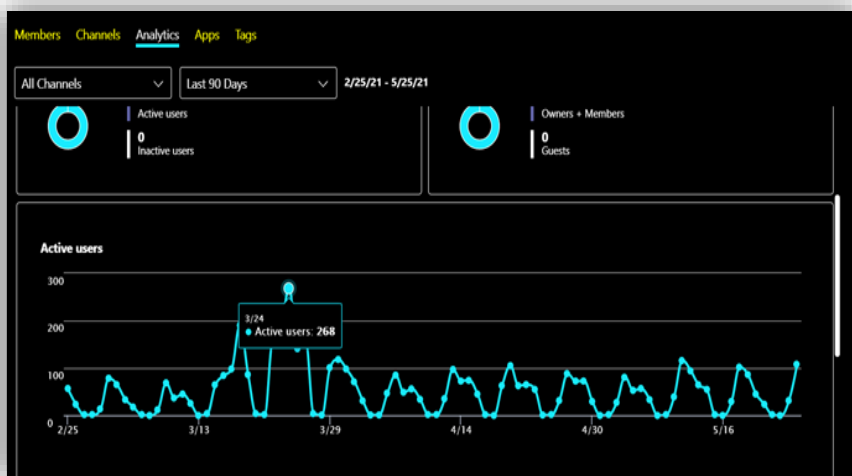 Members Channels Analytics Apps Tags
All Channels Last 90 Days 2/25/21 - 5/25/21
Active users Owners + Members
0 0
Inactive users Guests
Active users
300
3/24
Active users: 268
200
100
0
2/25 3/13 3/29 4/14 4/30 5/16